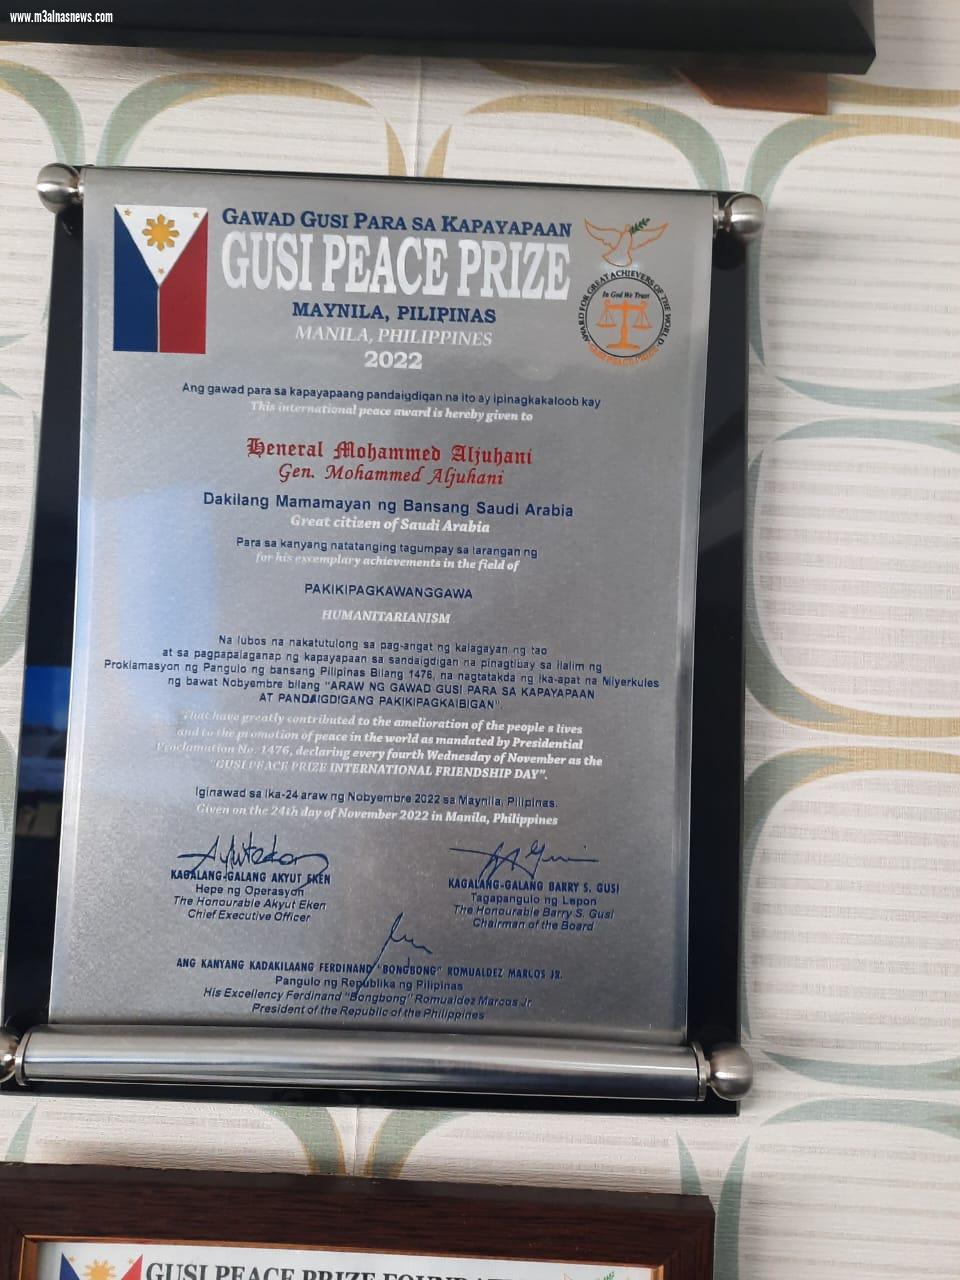 www.m3alnasnews.com
GAWAD GUSI PARA SA KAPAYAPAAN
GUSI PEACE PRIZE
MAYNILA, PILIPINAS
MANILA, PHILIPPINES
2022
AWARD FOR GREAT ACHIEVERS OF THE WORLD
In God We Trust
GUSI PEACE PRIZE
Ang gawad para sa kapayapaang pandaigdigan na ito ay ipinagkakaloob kay
This international peace award is hereby given to
Heneral Mohammed Aljuhani
Gen. Mohammed Aljuhani
Dakilang Mamamayan ng Bansang Saudi Arabia
Great citizen of Saudi Arabia
Para sa kanyang natatanging tagumpay sa larangan ng
for his exemplary achievements in the field of
PAKIKIPAGKAWANGGAWA
HUMANITARIANISM
Na lubos na nakatutulong sa pag-angat ng kalagayan ng tao
at sa pagpapalaganap ng kapayapaan sa sandaigdigan na pinagtibay sa ilalim ng
Proklamasyon ng Pangulo ng bansang Pilipinas Bilang 1476, na nagtatakda ng ika-apat na Miyerkules
ng bawat Nobyembre bilang "ARAW NG GAWAD GUSI PARA SA KAPAYAPAAN
AT PANDAIGDIGANG PAKIKIPAGKAIBIGAN".
That have greatly contributed to the amelioration of the people s lives
and to the promotion of peace in the world as mandated by Presidential
Proclamation No. 1476, declaring every fourth Wednesday of November as the
"GUSI PEACE PRIZE INTERNATIONAL FRIENDSHIP DAY".
Iginawad sa ika-24 araw ng Nobyembre 2022 sa Maynila, Pilipinas.
Given on the 24th day of November 2022 in Manila, Philippines
KAGALANG-GALANG AKYUT EKEN
Hepe ng Operasyon
The Honourable Akyut Eken
Chief Executive Officer
KAGALANG-GALANG BARRY S. GUSI
Tagapangulo ng Lupon
The Honourable Barry S. Gusi
Chairman of the Board
ANG KANYANG KADAKILAANG FERDINAND "BONGBONG" ROMUALDEZ MARCOS JR.
Pangulo ng Republika ng Pilipinas
His Excellency Ferdinand "Bongbong" Romualdez Marcos Jr.
President of the Republic of the Philippines
GUSI PEACE PRIZE